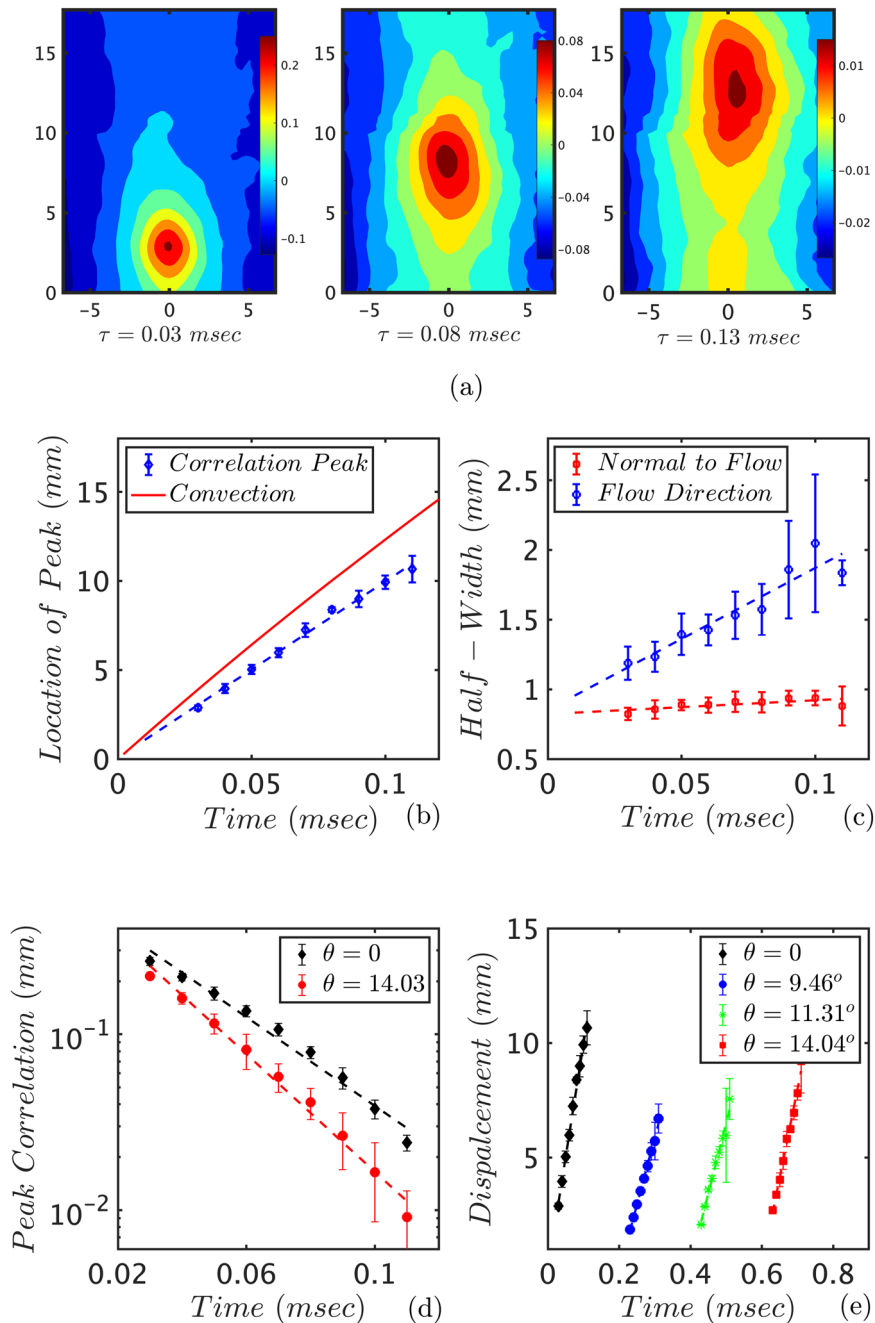 15
10
5
0
0.2
0.1
0
−0.1
−5 0 5
τ = 0.03 msec
15
10
5
0
0.08
0.04
0
−0.04
−0.08
−5 0 5
τ = 0.08 msec
15
10
5
0
0.01
0
−0.01
−0.02
−5 0 5
τ = 0.13 msec
(a)
Location of Peak (mm)
15
10
5
0
Correlation Peak
Convection
0 0.05 0.1
Time (msec)
(b)
Half − Width (mm)
2.5
2
1.5
1
0.5
Normal to Flow
Flow Direction
0 0.05 0.1
Time (msec)
(c)
Peak Correlation (mm)
10⁻¹
10⁻²
θ = 0
θ = 14.03
0.02 0.06 0.1
Time (msec)
(d)
Dispalcement (mm)
15
10
5
θ = 0
θ = 9.46ᵒ
θ = 11.31ᵒ
θ = 14.04ᵒ
0 0.2 0.4 0.6 0.8
Time (msec)
(e)